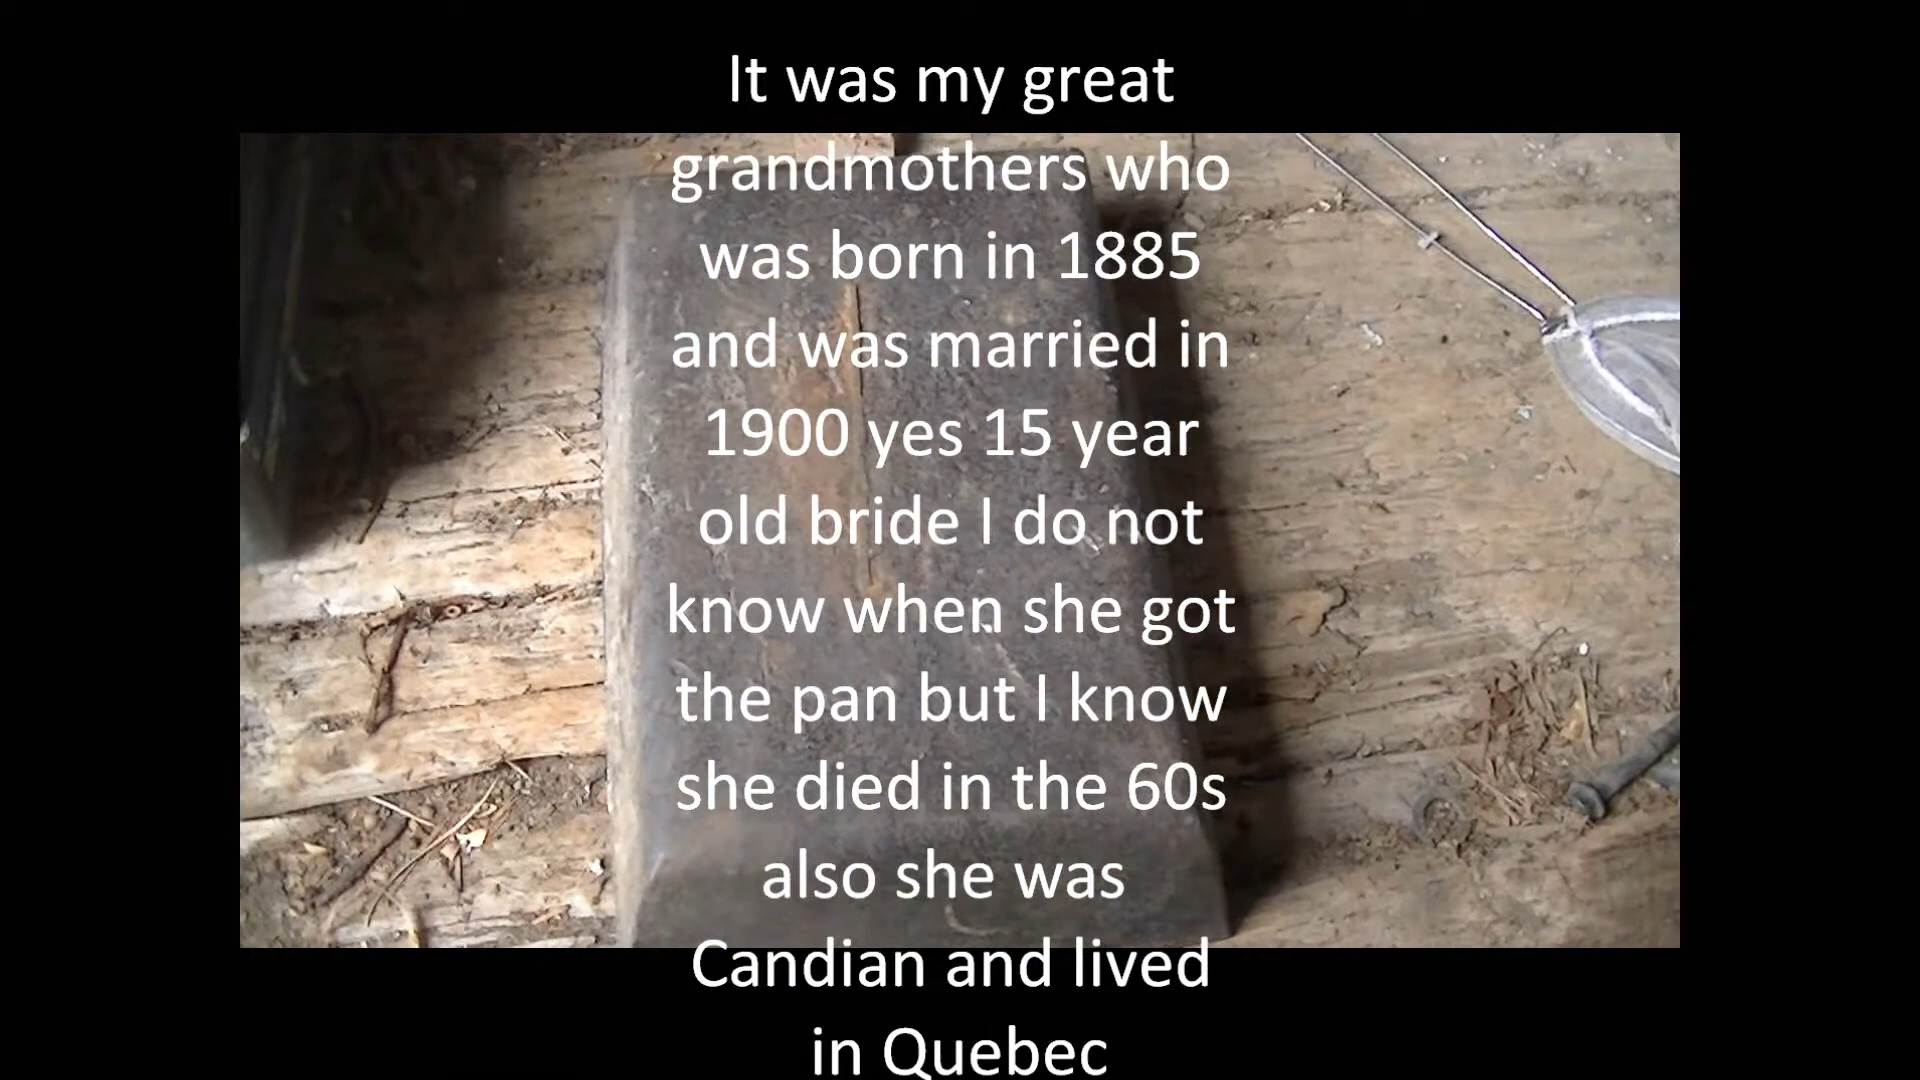 It was my great
grandmothers who
was born in 1885
and was married in
1900 yes 15 year
old bride I do not
know when she got
the pan but I know
she died in the 60s
also she was
Candian and lived
in Quebec